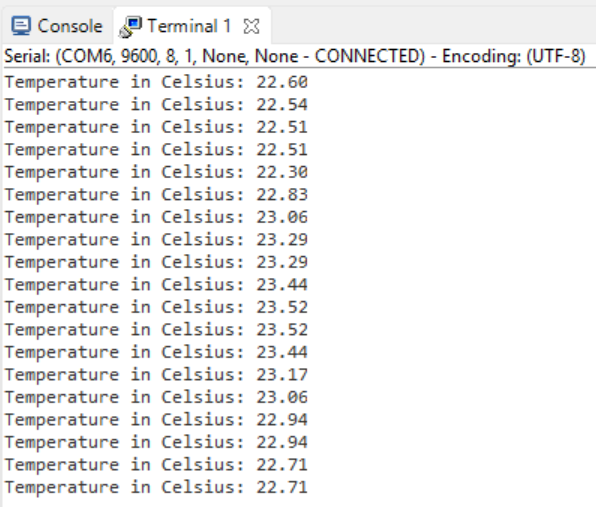 Console Terminal 1
Serial: (COM6, 9600, 8, 1, None, None - CONNECTED) - Encoding: (UTF-8)
Temperature in Celsius: 22.60
Temperature in Celsius: 22.54
Temperature in Celsius: 22.51
Temperature in Celsius: 22.51
Temperature in Celsius: 22.30
Temperature in Celsius: 22.83
Temperature in Celsius: 23.06
Temperature in Celsius: 23.29
Temperature in Celsius: 23.29
Temperature in Celsius: 23.44
Temperature in Celsius: 23.52
Temperature in Celsius: 23.52
Temperature in Celsius: 23.44
Temperature in Celsius: 23.17
Temperature in Celsius: 23.06
Temperature in Celsius: 22.94
Temperature in Celsius: 22.94
Temperature in Celsius: 22.71
Temperature in Celsius: 22.71